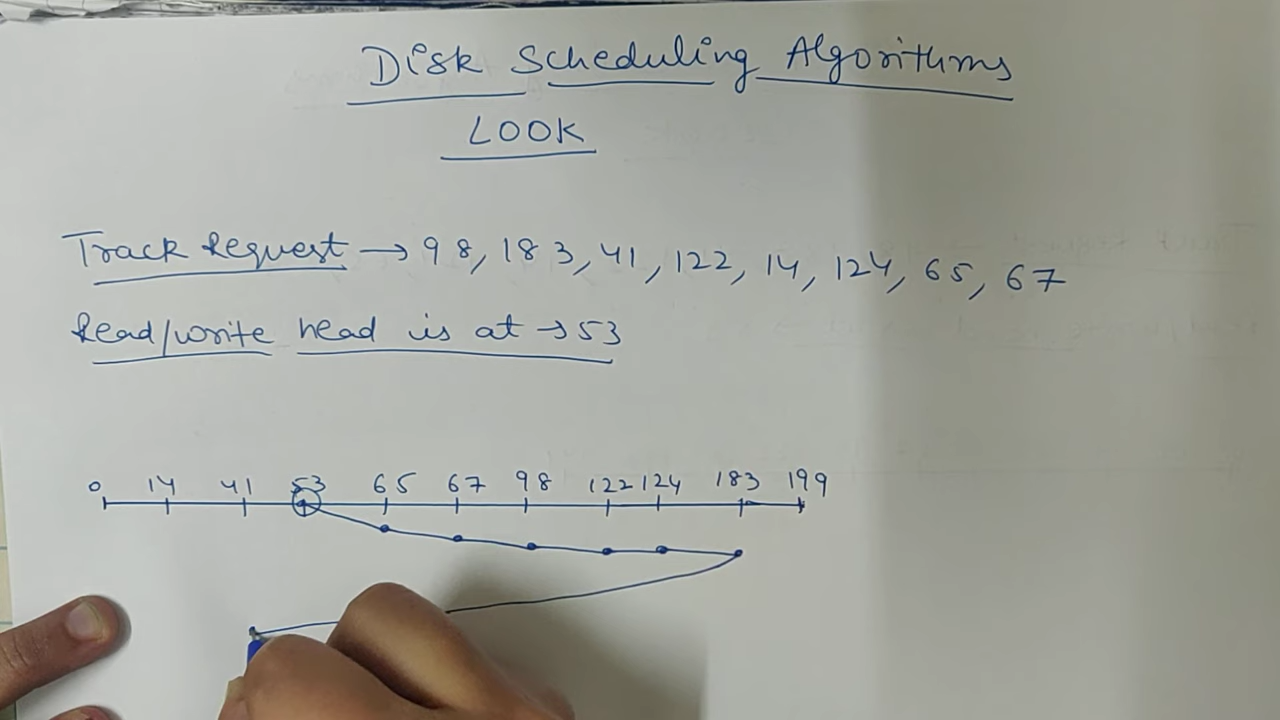 Disk Scheduling Algorithms
LOOK
Track Request → 98, 183, 41, 122, 14, 124, 65, 67
Read/write head is at → 53
0 14 41 53 65 67 98 122 124 183 199